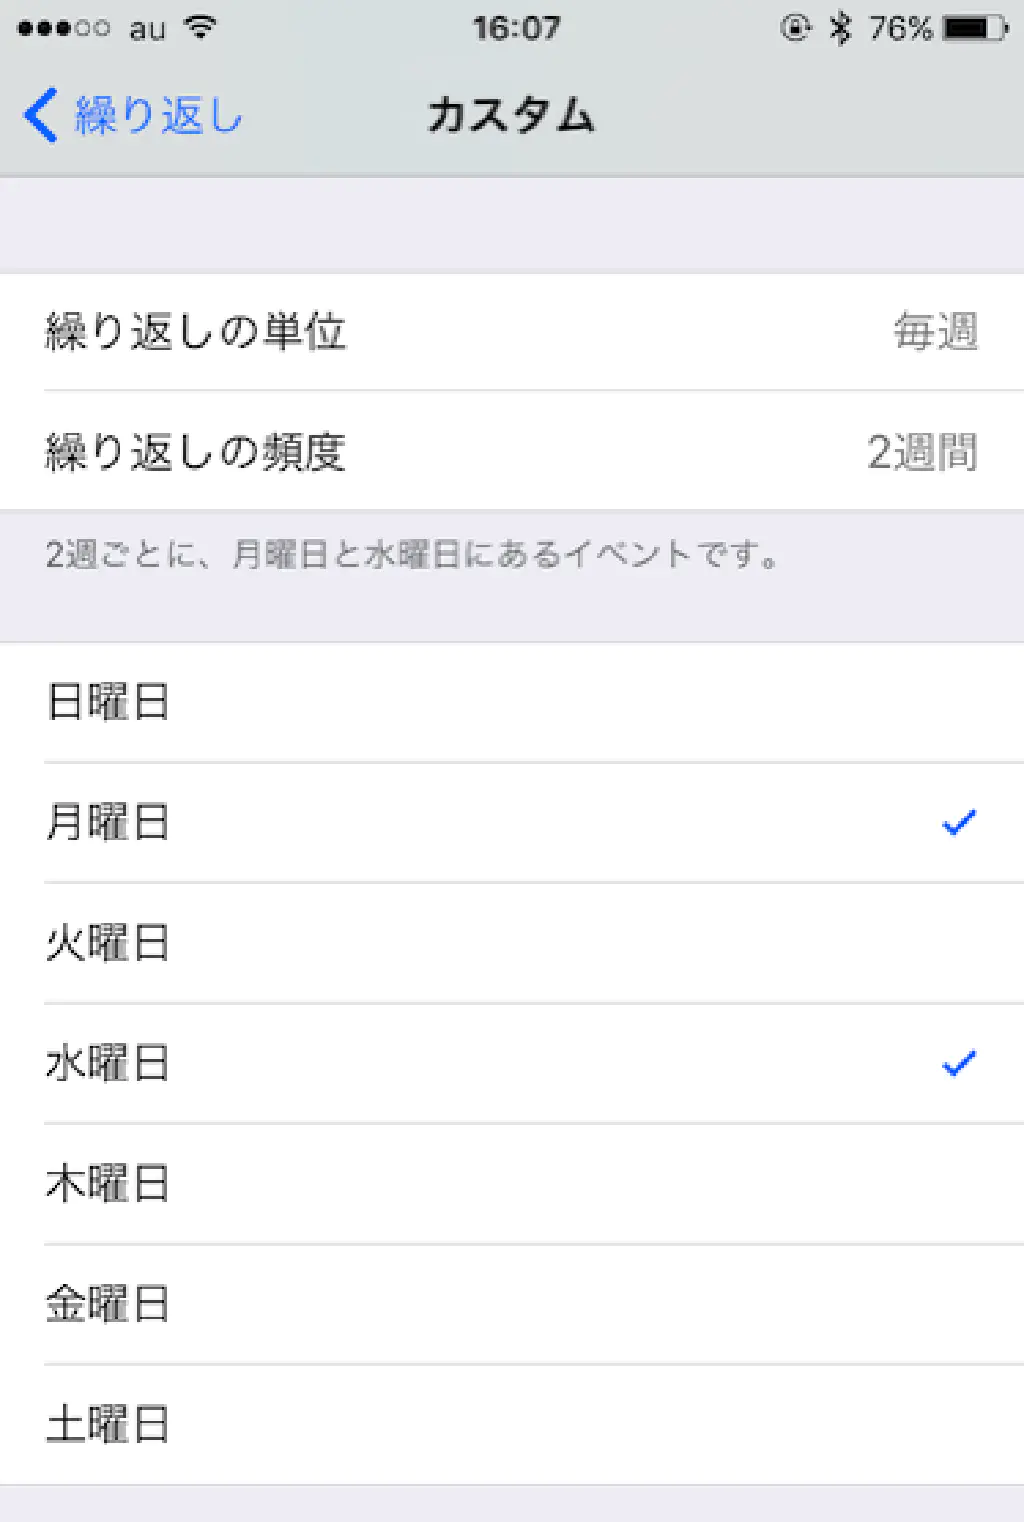 au 16:07 76%
繰り返し カスタム
繰り返しの単位 毎週
繰り返しの頻度 2週間
2週ごとに、月曜日と水曜日にあるイベントです。
日曜日
月曜日
火曜日
水曜日
木曜日
金曜日
土曜日